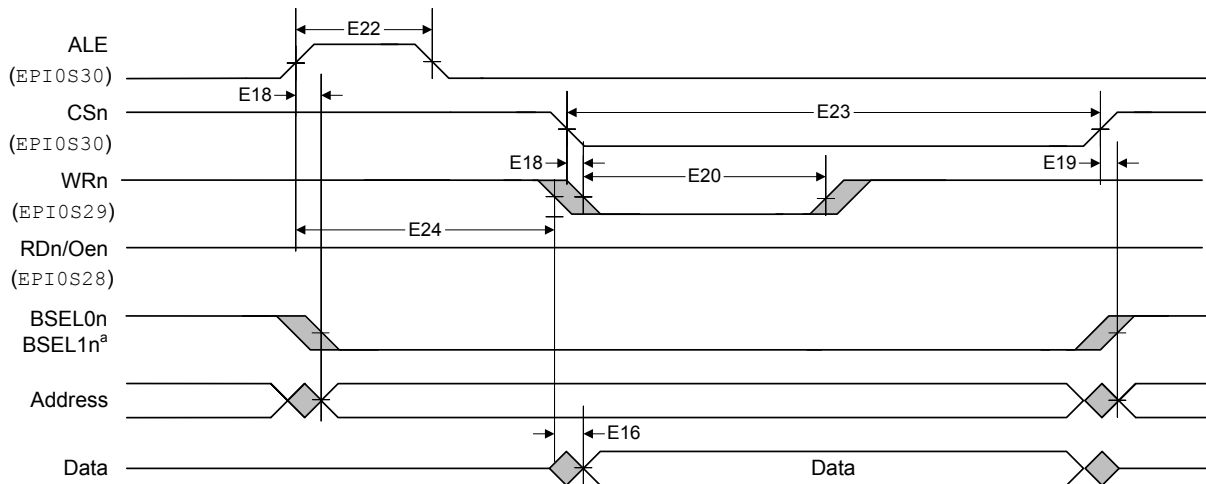 E22
ALE
(EPI0S30)
E18
CSn
E23
(EPI0S30)
E18
E19
WRn
E20
(EPI0S29)
E24
RDn/Oen
(EPI0S28)
BSEL0n
BSEL1nª
Address
E16
Data
Data